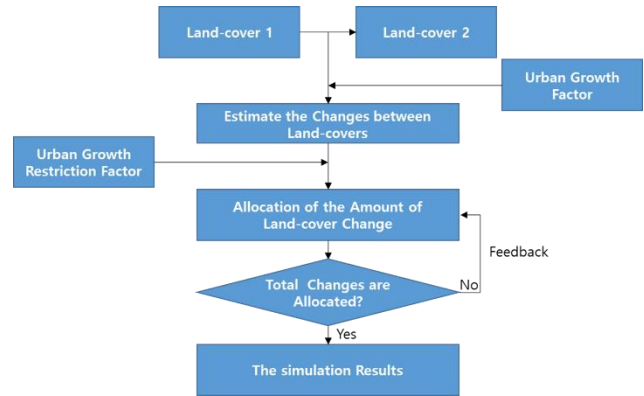 Land-cover 1
Land-cover 2
Urban Growth
Factor
Estimate the Changes between
Land-covers
Urban Growth
Restriction Factor
Allocation of the Amount of
Land-cover Change
Feedback
Total Changes are
Allocated?
No
Yes
The simulation Results